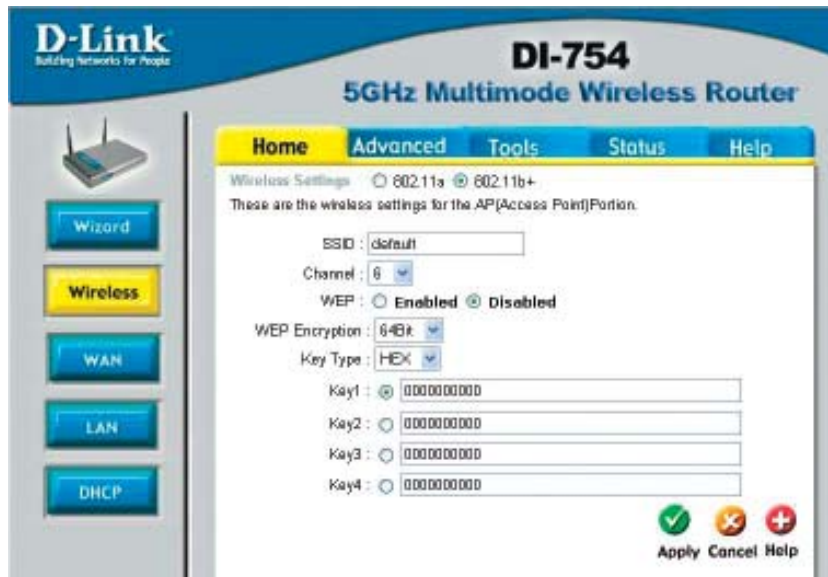 D-Link
Building Networks for People
DI-754
5GHz Multimode Wireless Router
Home Advanced Tools Status Help
Wizard
Wireless
WAN
LAN
DHCP
Wireless Settings 802.11a 802.11b+
These are the wireless settings for the AP(Access Point)Portion.
SSID : default
Channel : 6
WEP : Enabled Disabled
WEP Encryption : 64Bit
Key Type : HEX
Key1 : 0000000000
Key2 : 0000000000
Key3 : 0000000000
Key4 : 0000000000
Apply Cancel Help